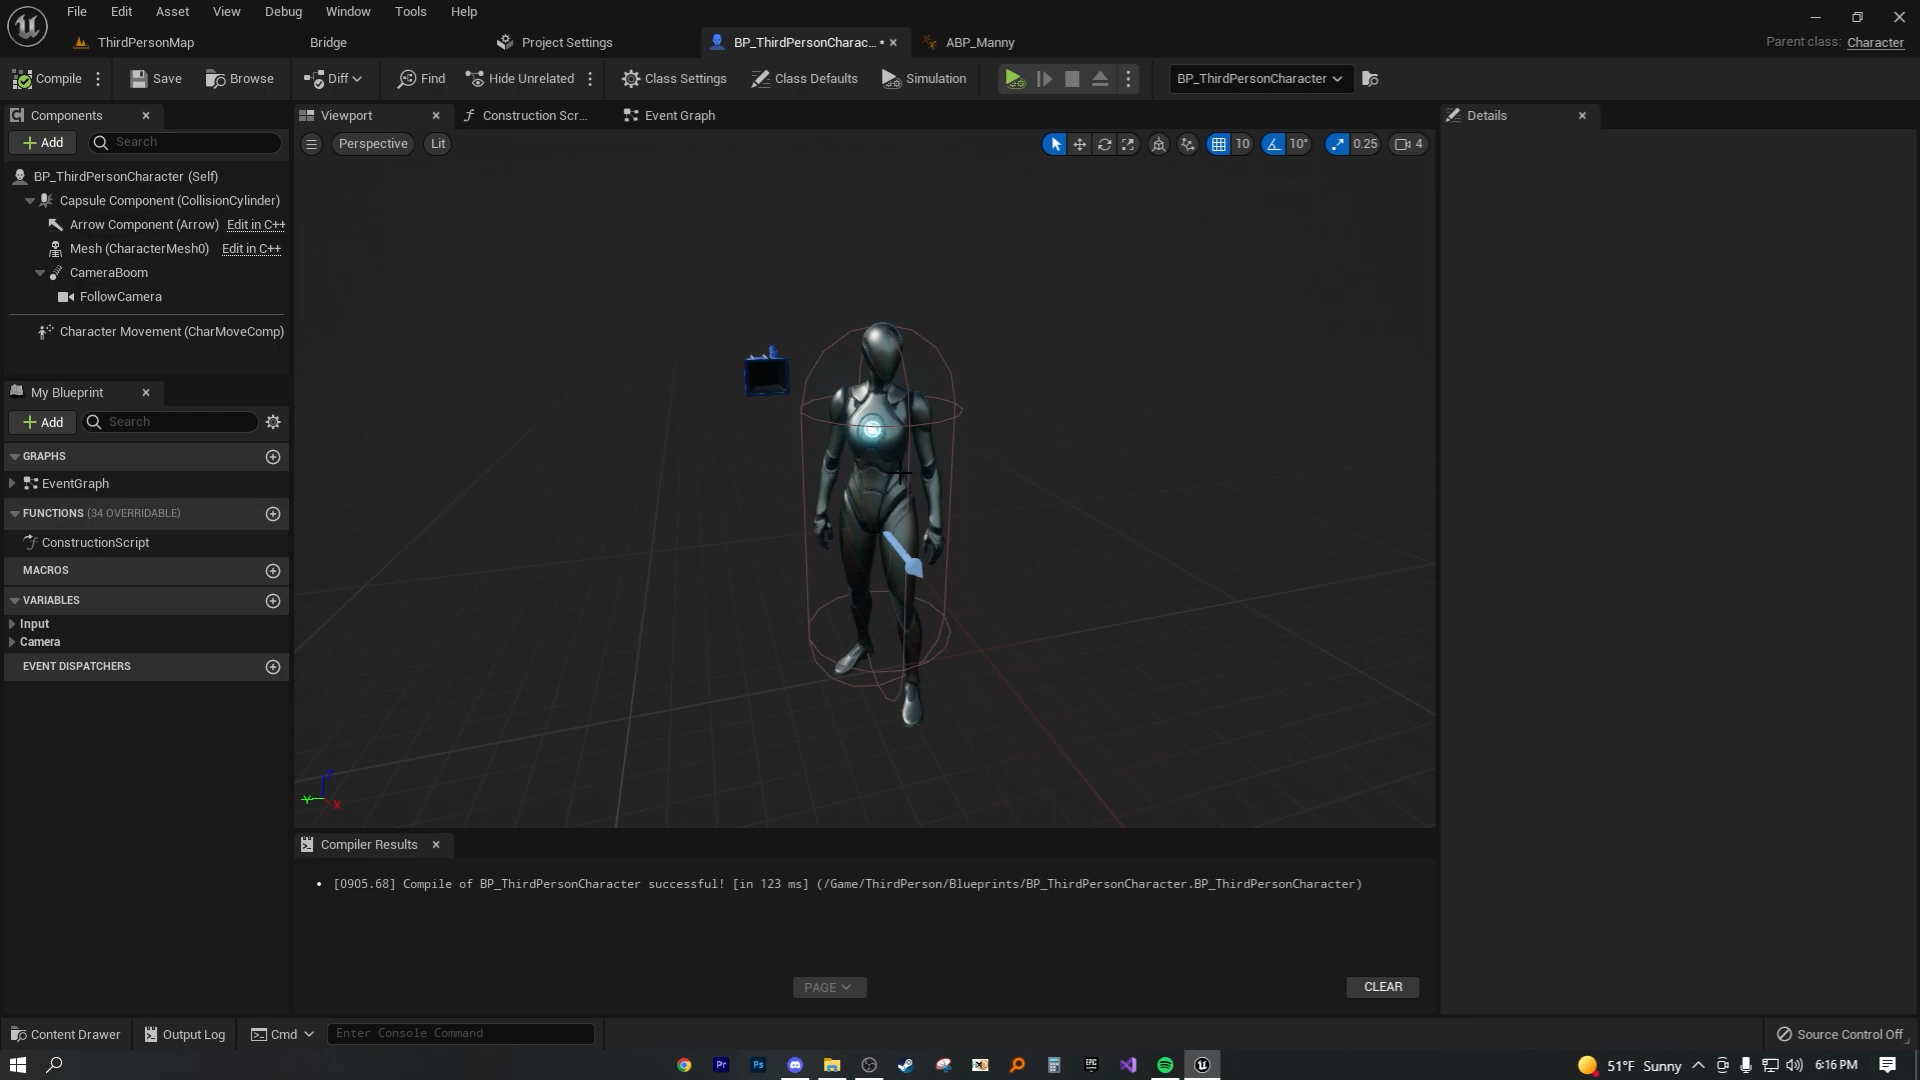 File Edit Asset View Debug Window Tools Help
ThirdPersonMap Bridge Project Settings BP_ThirdPersonCharac... • ABP_Manny Parent class: Character
Compile Save Browse Diff Find Hide Unrelated Class Settings Class Defaults Simulation BP_ThirdPersonCharacter
Components Viewport Construction Scr... Event Graph Details
Add Search Perspective Lit 10 10° 0.25 4
BP_ThirdPersonCharacter (Self)
Capsule Component (CollisionCylinder)
Arrow Component (Arrow) Edit in C++
Mesh (CharacterMesh0) Edit in C++
CameraBoom
FollowCamera
Character Movement (CharMoveComp)
My Blueprint
Add Search
GRAPHS
EventGraph
FUNCTIONS (34 OVERRIDABLE)
ConstructionScript
MACROS
VARIABLES
Input
Camera
EVENT DISPATCHERS
Y X
Compiler Results
• [0905.68] Compile of BP_ThirdPersonCharacter successful! [in 123 ms] (/Game/ThirdPerson/Blueprints/BP_ThirdPersonCharacter.BP_ThirdPersonCharacter)
PAGE CLEAR
Content Drawer Output Log Cmd Enter Console Command Source Control Off
Pr Ps EPIC 51°F Sunny 6:16 PM